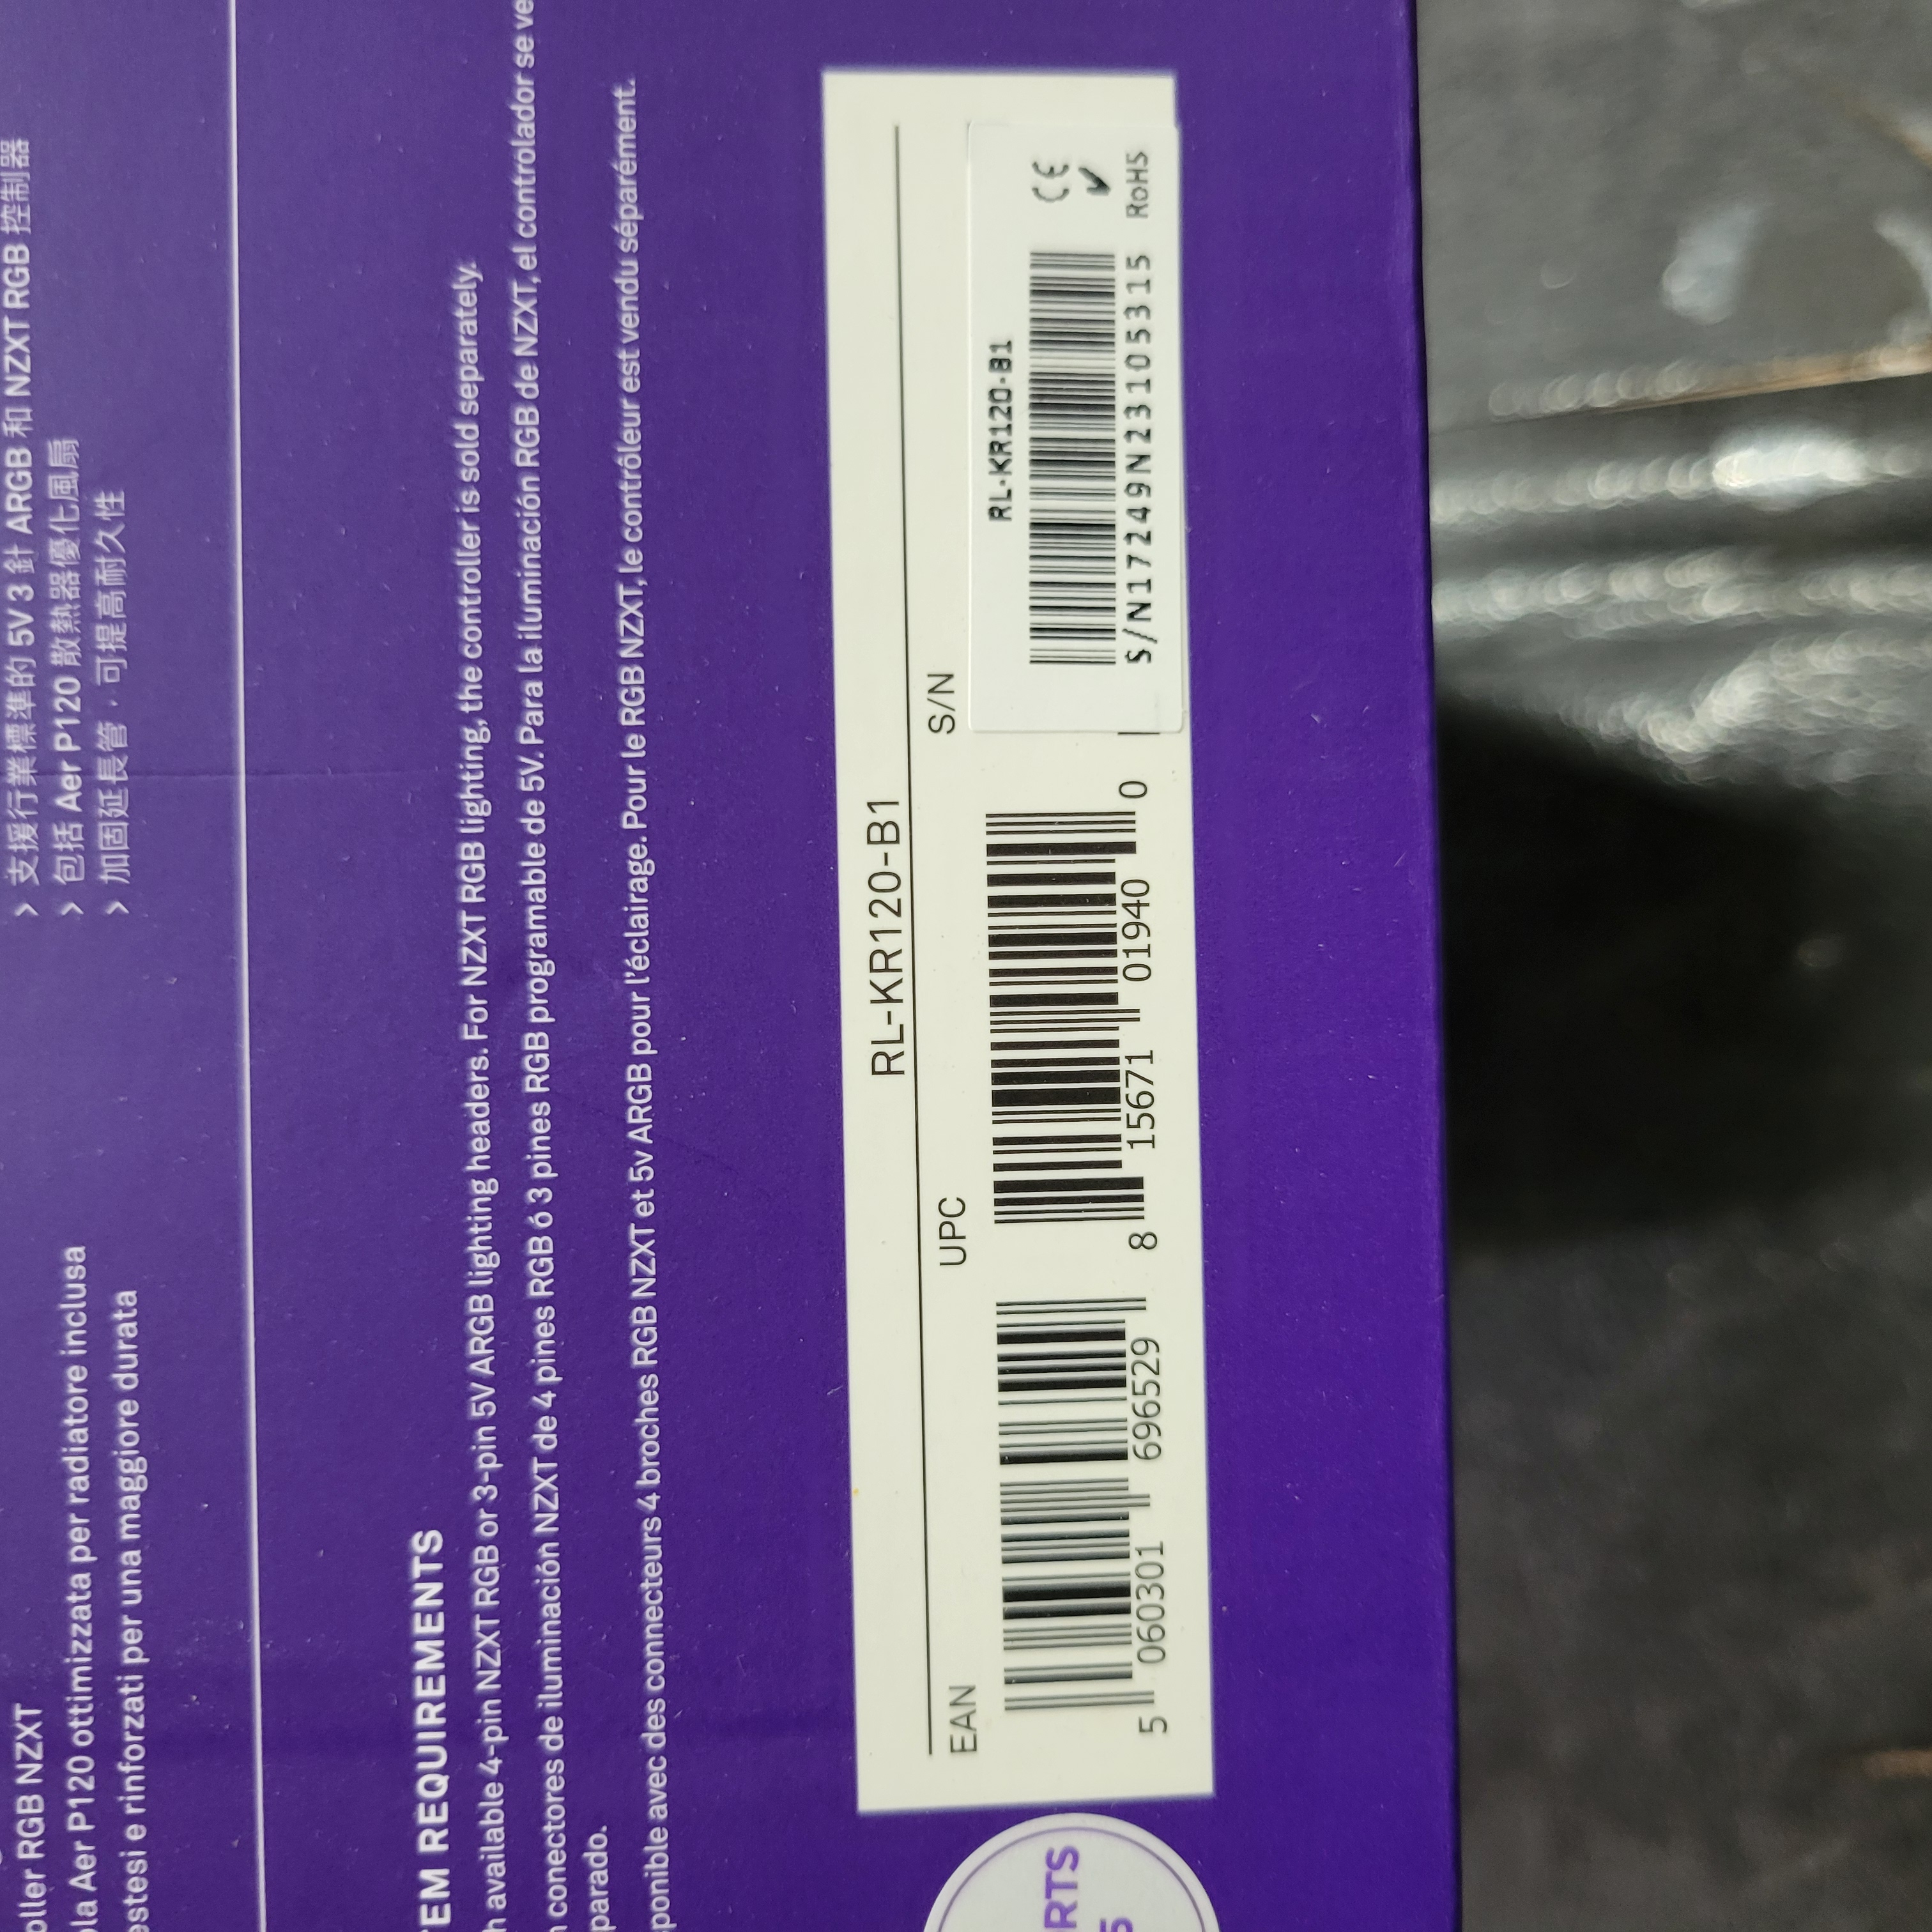 oller RGB NZXT
la Aer P120 ottimizzata per radiatore inclusa
estesi e rinforzati per una maggiore durata
› 支援行業標準的 5V 3 針 ARGB 和 NZXT RGB 控制器
› 包括 Aer P120 散熱器優化風扇
› 加固延長管，可提高耐久性
TEM REQUIREMENTS
h available 4-pin NZXT RGB or 3-pin 5V ARGB lighting headers. For NZXT RGB lighting, the controller is sold separately.
n conectores de iluminación NZXT de 4 pines RGB ó 3 pines RGB programable de 5V. Para la iluminación RGB de NZXT, el controlador se ve
parado.
ponible avec des connecteurs 4 broches RGB NZXT et 5v ARGB pour l'éclairage. Pour le RGB NZXT, le contrôleur est vendu séparément.
RL-KR120-B1
EAN
5 060301 696529
UPC
8 15671 01940 0
S/N
RL-KR120-B1
S/N17249N23105315
CE
RoHS
RTS
5